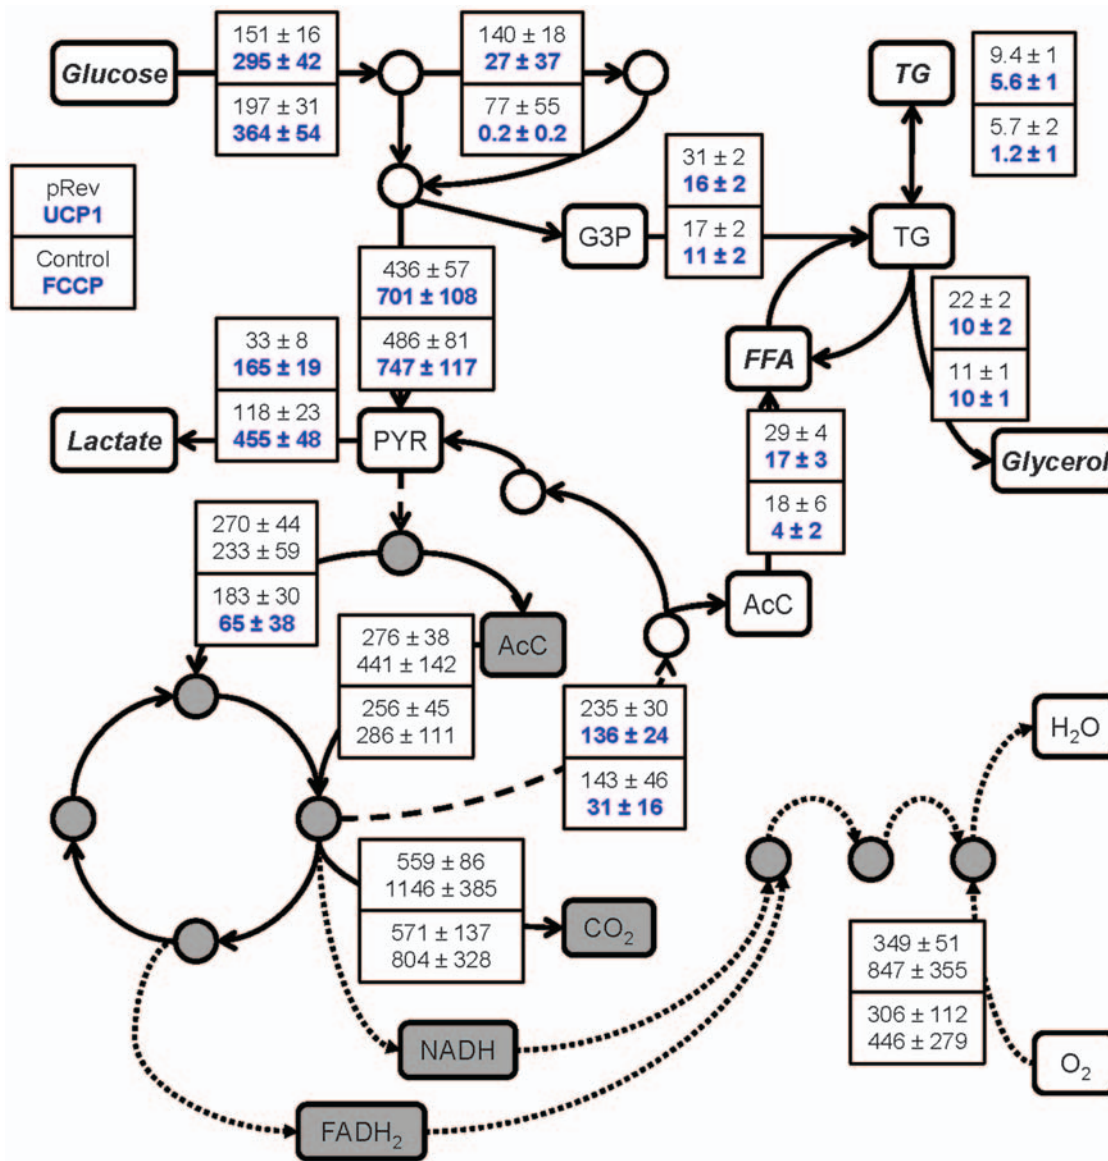 151 ± 16
295 ± 42
197 ± 31
364 ± 54
140 ± 18
27 ± 37
77 ± 55
0.2 ± 0.2
9.4 ± 1
5.6 ± 1
5.7 ± 2
1.2 ± 1
Glucose
TG
pRev
UCP1
Control
FCCP
31 ± 2
16 ± 2
17 ± 2
11 ± 2
G3P
TG
436 ± 57
701 ± 108
486 ± 81
747 ± 117
22 ± 2
10 ± 2
11 ± 1
10 ± 1
33 ± 8
165 ± 19
118 ± 23
455 ± 48
FFA
Lactate
PYR
29 ± 4
17 ± 3
18 ± 6
4 ± 2
Glycerol
270 ± 44
233 ± 59
183 ± 30
65 ± 38
AcC
AcC
276 ± 38
441 ± 142
256 ± 45
286 ± 111
235 ± 30
136 ± 24
143 ± 46
31 ± 16
H₂O
559 ± 86
1146 ± 385
571 ± 137
804 ± 328
CO₂
349 ± 51
847 ± 355
306 ± 112
446 ± 279
NADH
O₂
FADH₂